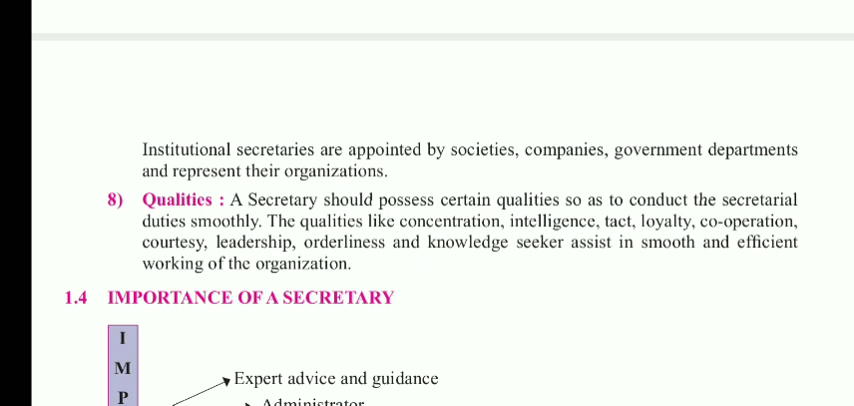 Institutional secretaries are appointed by societies, companies, government departments
and represent their organizations.
8) Qualities : A Secretary should possess certain qualities so as to conduct the secretarial
duties smoothly. The qualities like concentration, intelligence, tact, loyalty, co-operation,
courtesy, leadership, orderliness and knowledge seeker assist in smooth and efficient
working of the organization.
1.4 IMPORTANCE OF A SECRETARY
I
M
Expert advice and guidance
P
Administrator